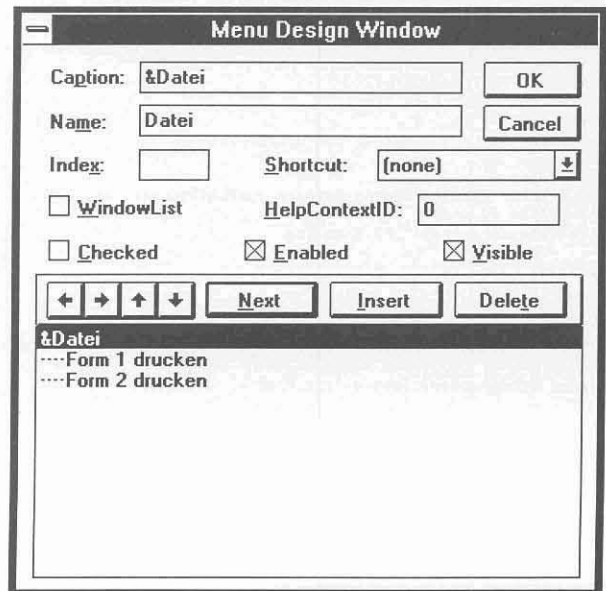 Menu Design Window
Caption: &Datei OK
Name: Datei Cancel
Index: Shortcut: (none)
WindowList HelpContextID: 0
Checked Enabled Visible
Next Insert Delete
&Datei
····Form 1 drucken
····Form 2 drucken